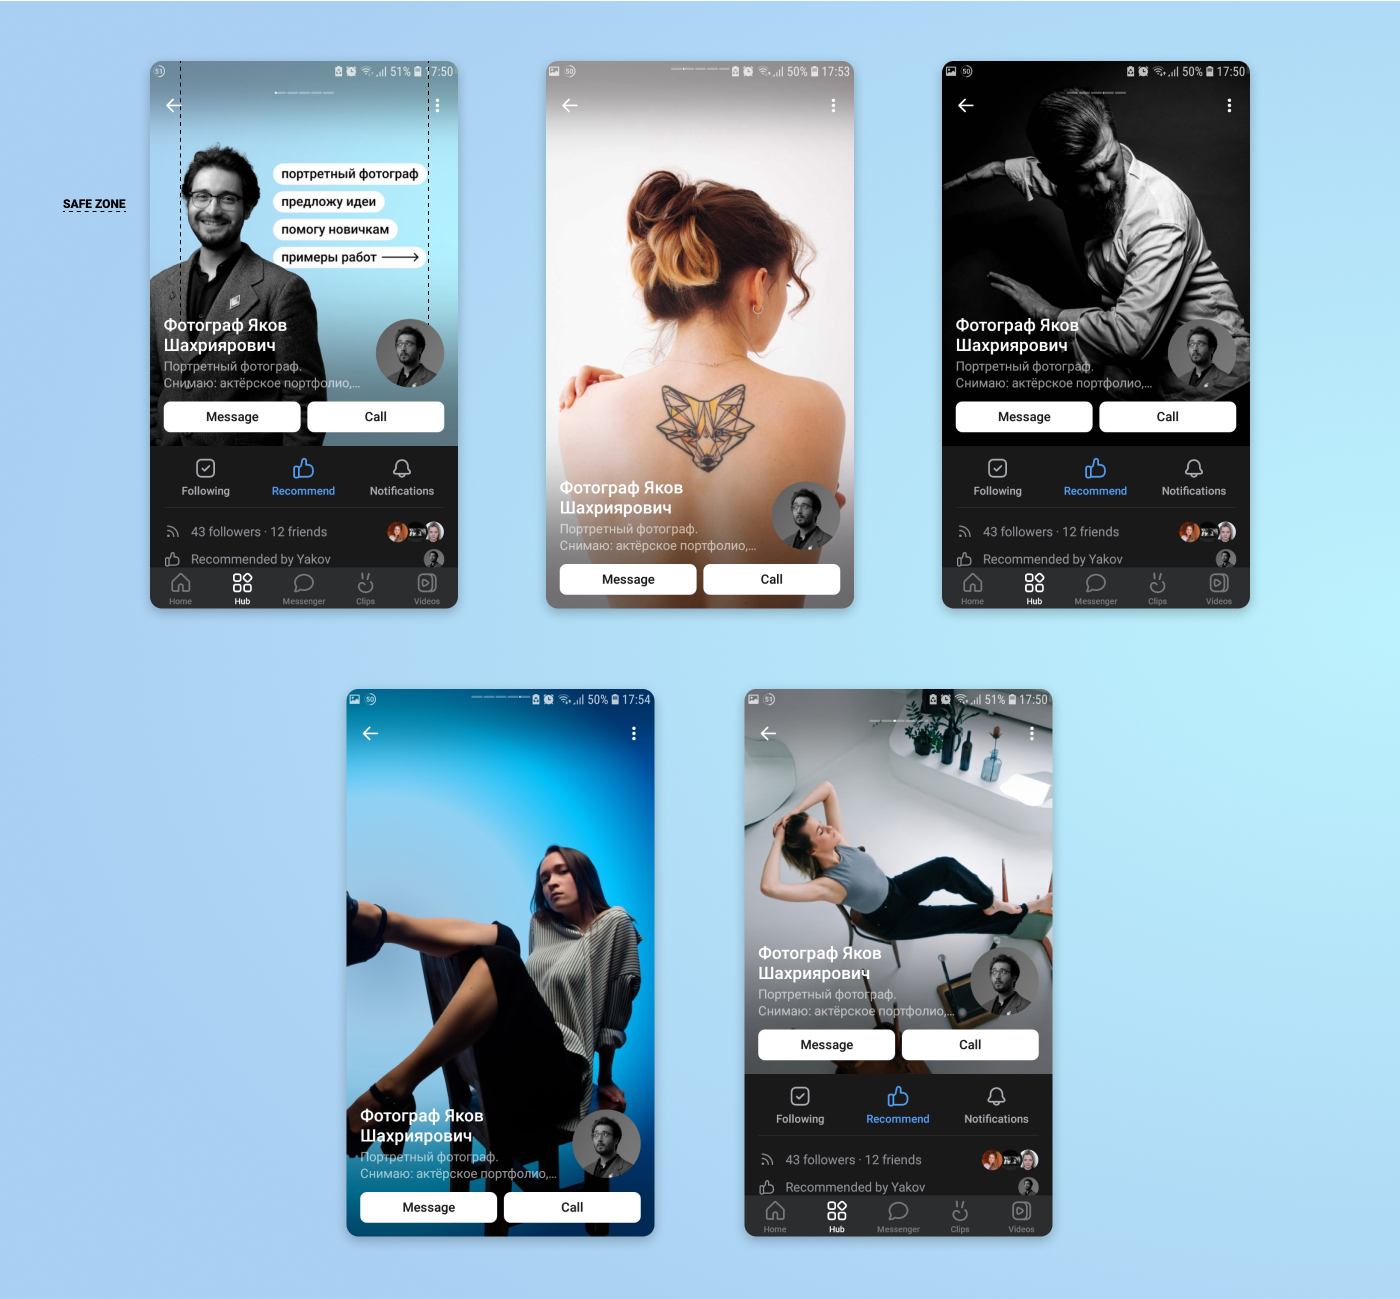 SAFE ZONE
51
51% 17:50
портретный фотограф
предложу идеи
помогу новичкам
примеры работ
Фотограф Яков
Шахриярович
Портретный фотограф.
Снимаю: актёрское портфолио,...
Message
Call
Following
Recommend
Notifications
43 followers · 12 friends
Recommended by Yakov
Home
Hub
Messenger
Clips
Videos
50
50% 17:53
Фотограф Яков
Шахриярович
Портретный фотограф.
Снимаю: актёрское портфолио,...
Message
Call
50
50% 17:50
Фотограф Яков
Шахриярович
Портретный фотограф.
Снимаю: актёрское портфолио,...
Message
Call
Following
Recommend
Notifications
43 followers · 12 friends
Recommended by Yakov
Home
Hub
Messenger
Clips
Videos
50
50% 17:54
Фотограф Яков
Шахриярович
Портретный фотограф.
Снимаю: актёрское портфолио,...
Message
Call
51
51% 17:50
Фотограф Яков
Шахриярович
Портретный фотограф.
Снимаю: актёрское портфолио,...
Message
Call
Following
Recommend
Notifications
43 followers · 12 friends
Recommended by Yakov
Home
Hub
Messenger
Clips
Videos